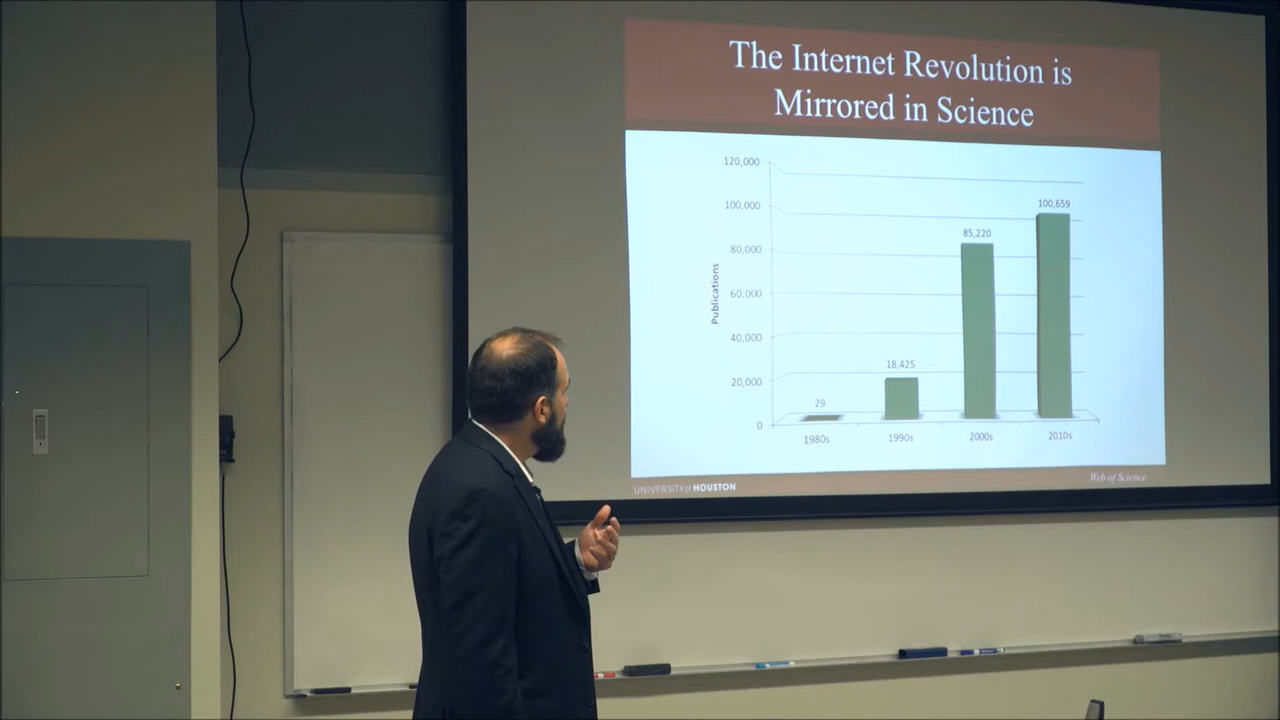 The Internet Revolution is
Mirrored in Science
120,000
100,000
80,000
60,000
40,000
20,000
0
Publications
29
18,425
85,220
100,659
1980s
1990s
2000s
2010s
UNIVERSITY of HOUSTON
Web of Science